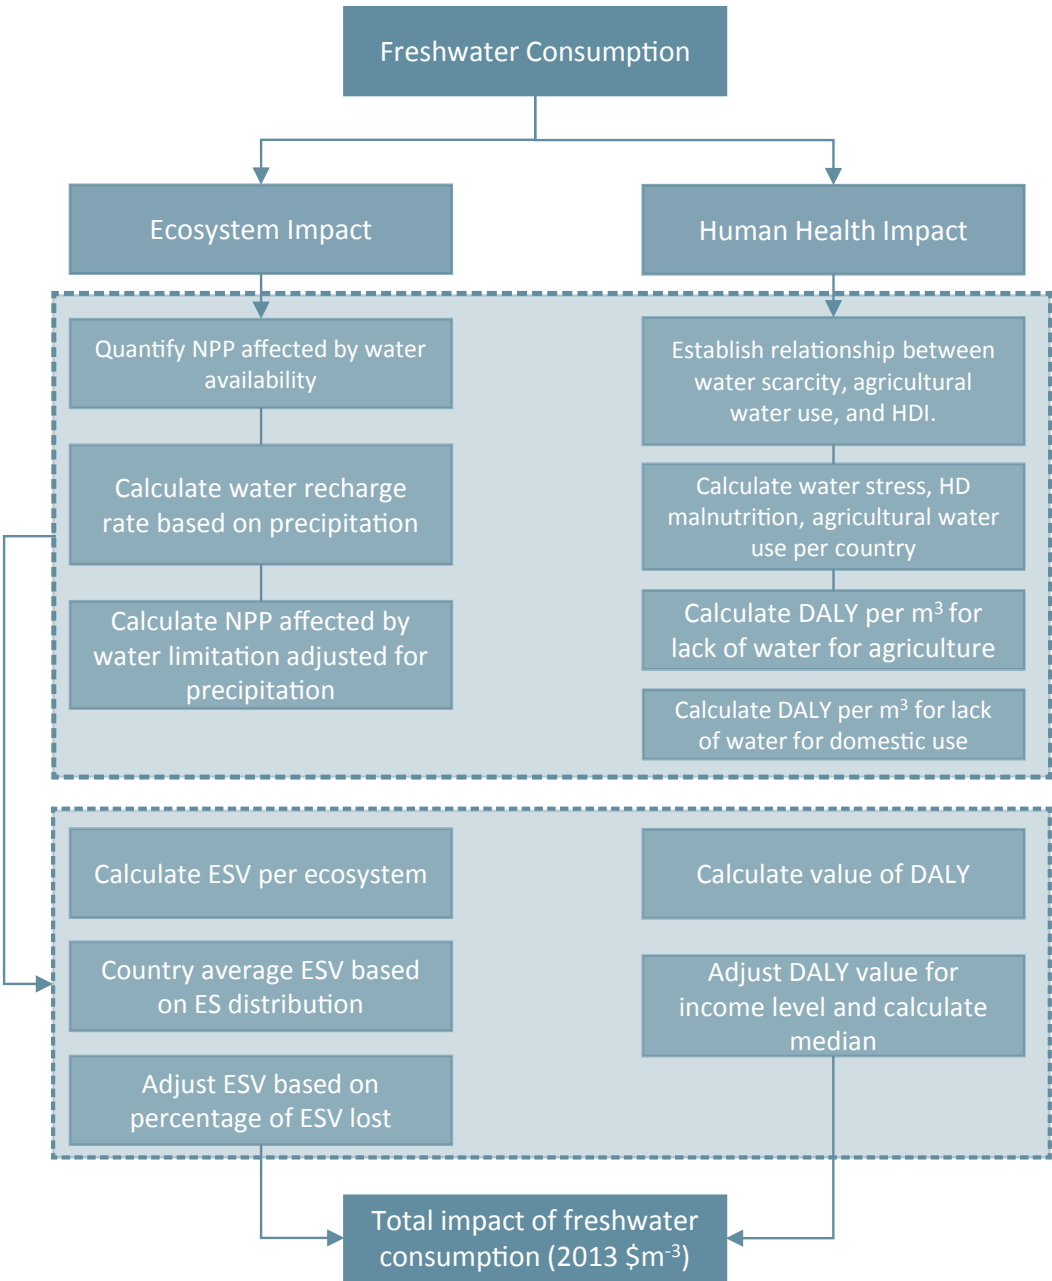 Freshwater Consumption
Ecosystem Impact
Human Health Impact
Quantify NPP affected by water
availability
Calculate water recharge
rate based on precipitation
Calculate NPP affected by
water limitation adjusted for
precipitation
Establish relationship between
water scarcity, agricultural
water use, and HDI.
Calculate water stress, HD
malnutrition, agricultural water
use per country
Calculate DALY per m³ for
lack of water for agriculture
Calculate DALY per m³ for lack
of water for domestic use
Calculate ESV per ecosystem
Country average ESV based
on ES distribution
Adjust ESV based on
percentage of ESV lost
Calculate value of DALY
Adjust DALY value for
income level and calculate
median
Total impact of freshwater
consumption (2013 $m⁻³)